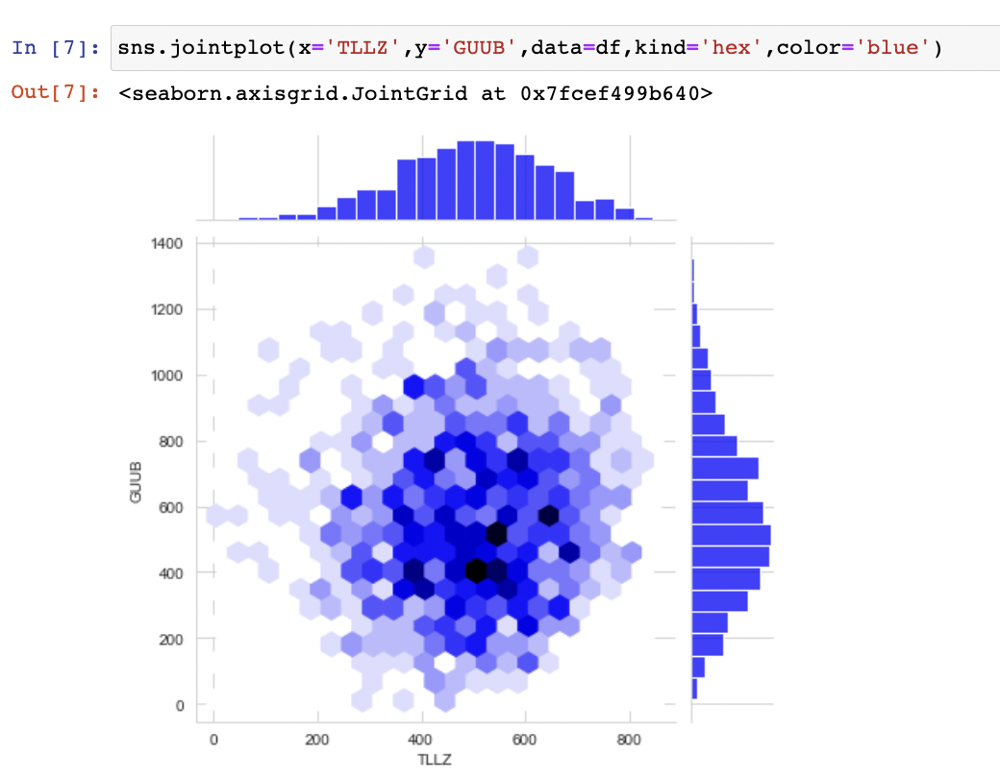 In [7]: sns.jointplot(x='TLLZ',y='GUUB',data=df,kind='hex',color='blue')
Out[7]: <seaborn.axisgrid.JointGrid at 0x7fcef499b640>
1400
1200
1000
800
600
400
200
0
GUUB
0 200 400 600 800
TLLZ